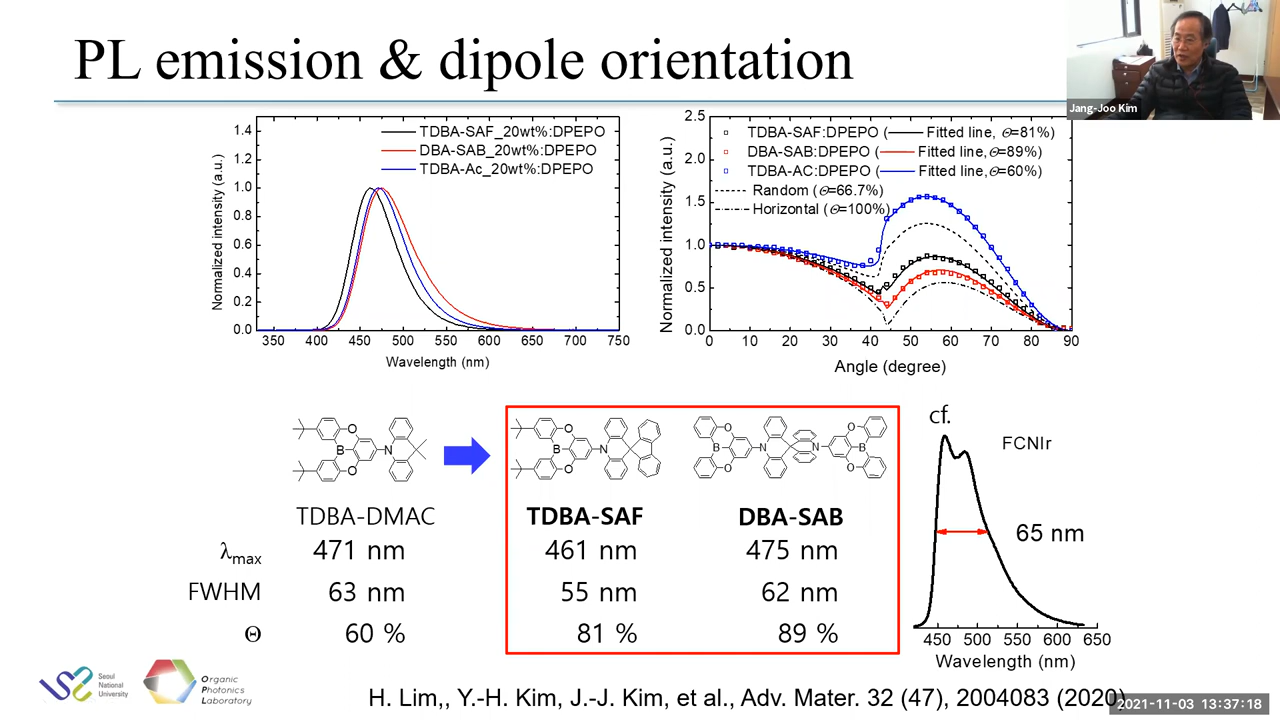 PL emission & dipole orientation
Jang-Joo Kim
1.4
1.2
1.0
0.8
0.6
0.4
0.2
0.0
Normalized intensity (a.u.)
TDBA-SAF_20wt%:DPEPO
DBA-SAB_20wt%:DPEPO
TDBA-Ac_20wt%:DPEPO
350 400 450 500 550 600 650 700 750
Wavelength (nm)
2.5
2.0
1.5
1.0
0.5
0.0
Normalized intensity (a.u.)
TDBA-SAF:DPEPO ( Fitted line, Θ=81%)
DBA-SAB:DPEPO ( Fitted line, Θ=89%)
TDBA-AC:DPEPO ( Fitted line,Θ=60%)
Random (Θ=66.7%)
Horizontal (Θ=100%)
0 10 20 30 40 50 60 70 80 90
Angle (degree)
O B O N
O B O N
O B O N N O B O
TDBA-DMAC TDBA-SAF DBA-SAB
λmax 471 nm 461 nm 475 nm
FWHM 63 nm 55 nm 62 nm
Θ 60 % 81 % 89 %
cf.
FCNIr
65 nm
450 500 550 600 650
Wavelength (nm)
Seoul
National
University
Organic
Photonics
Laboratory
H. Lim,, Y.-H. Kim, J.-J. Kim, et al., Adv. Mater. 32 (47), 2004083 (2020)
2021-11-03 13:37:18